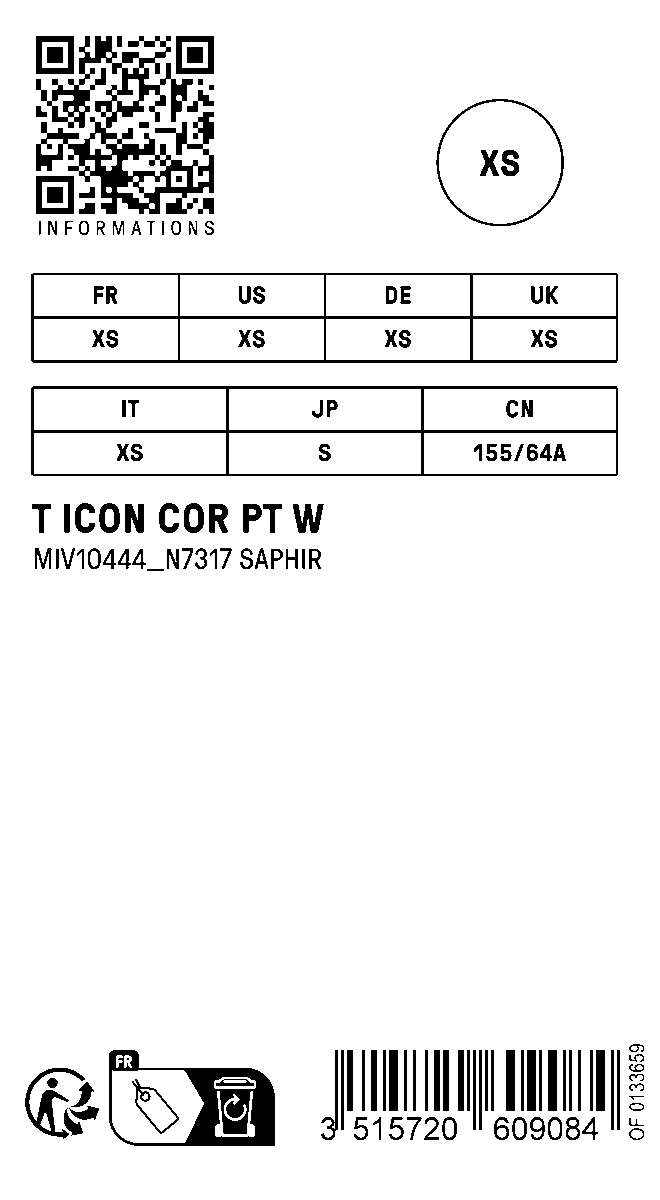 INFORMATIONS
XS
FR US DE UK
XS XS XS XS
IT JP CN
XS S 155/64A
T ICON COR PT W
MIV10444_N7317 SAPHIR
FR
3 515720 609084
OF 0133659